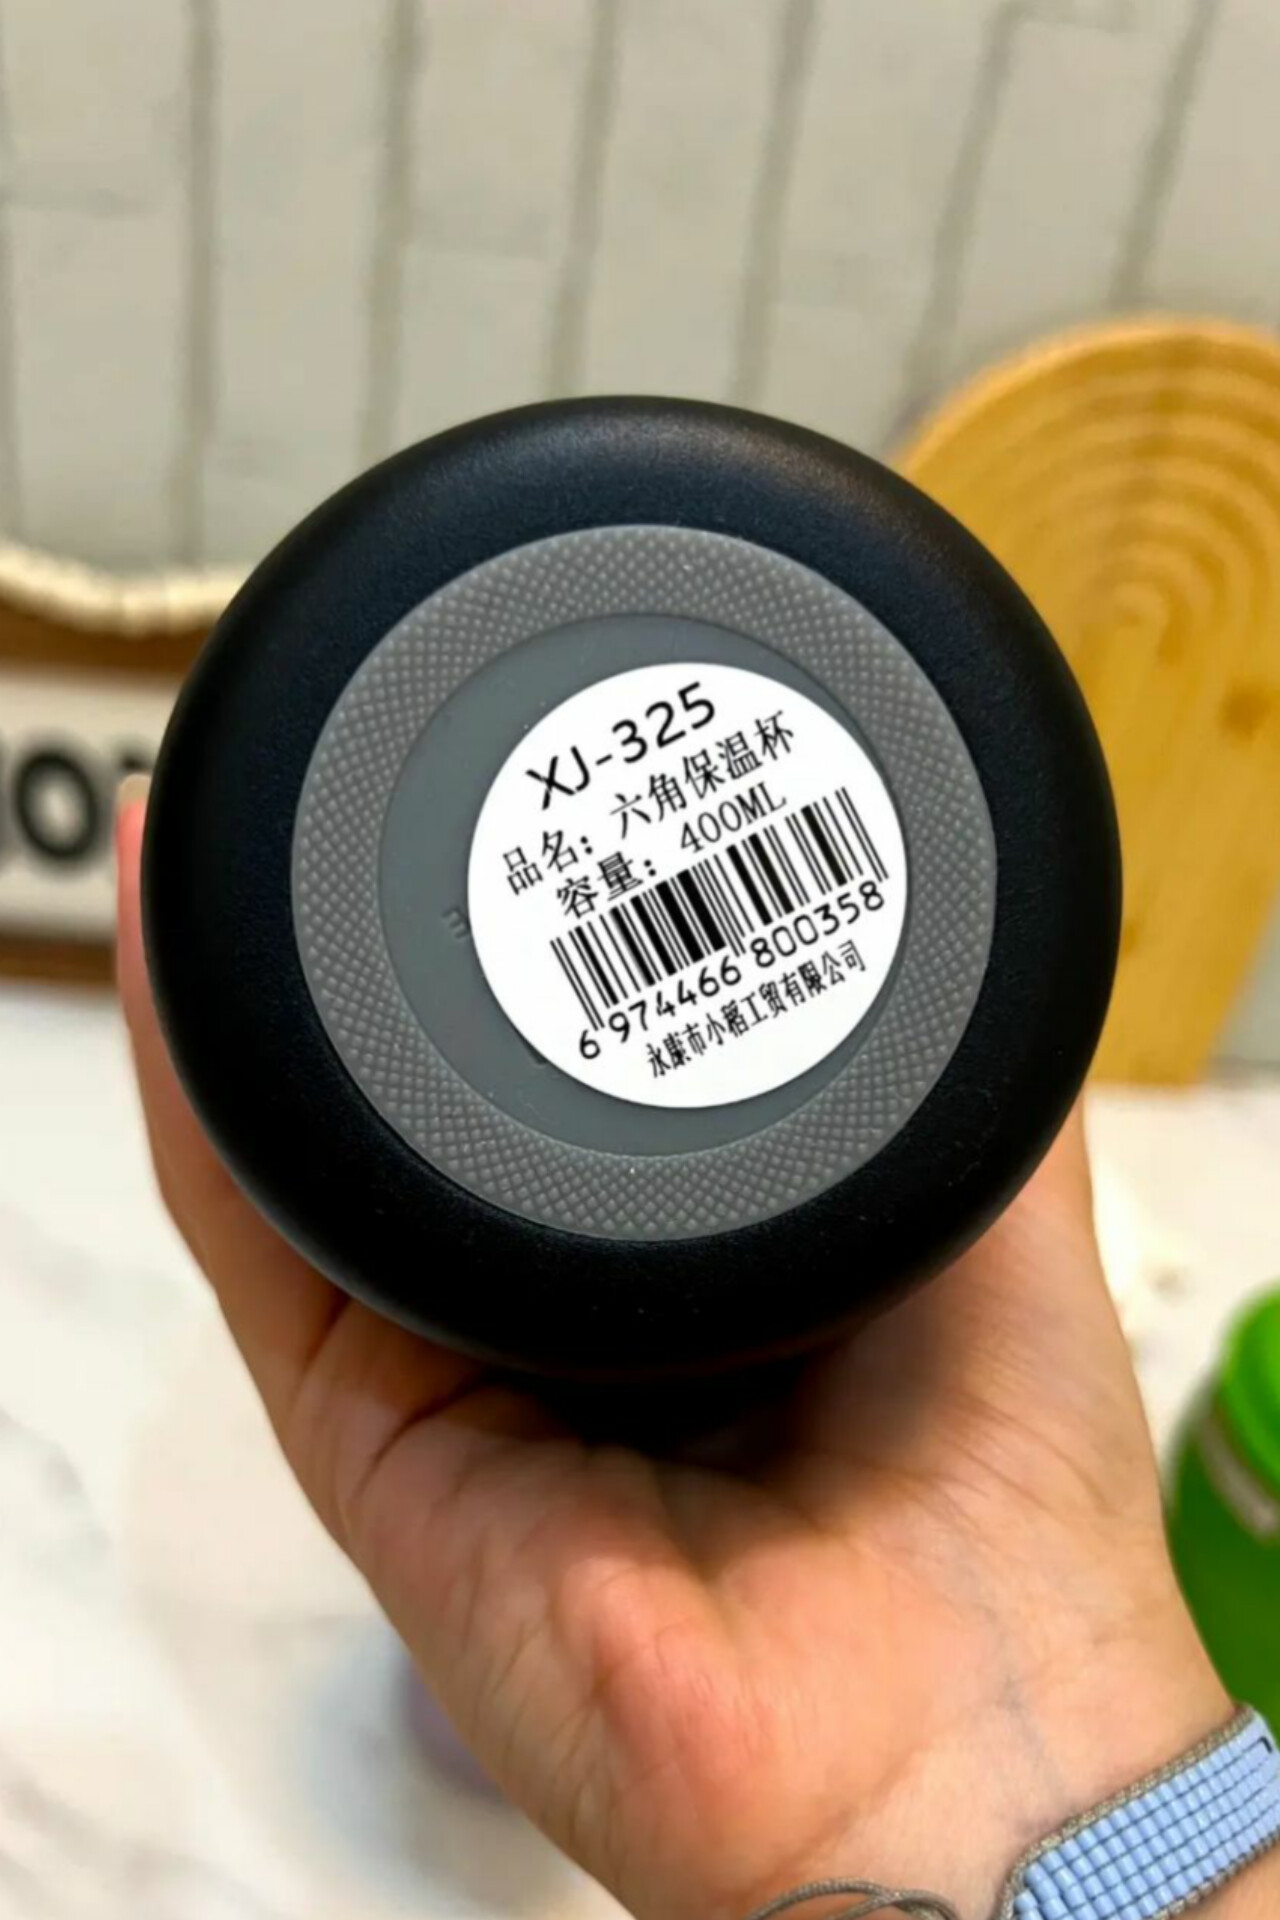 XJ-325
品名：六角保温杯
容量：400ML
6 974466 800358
永康市小稻工贸有限公司